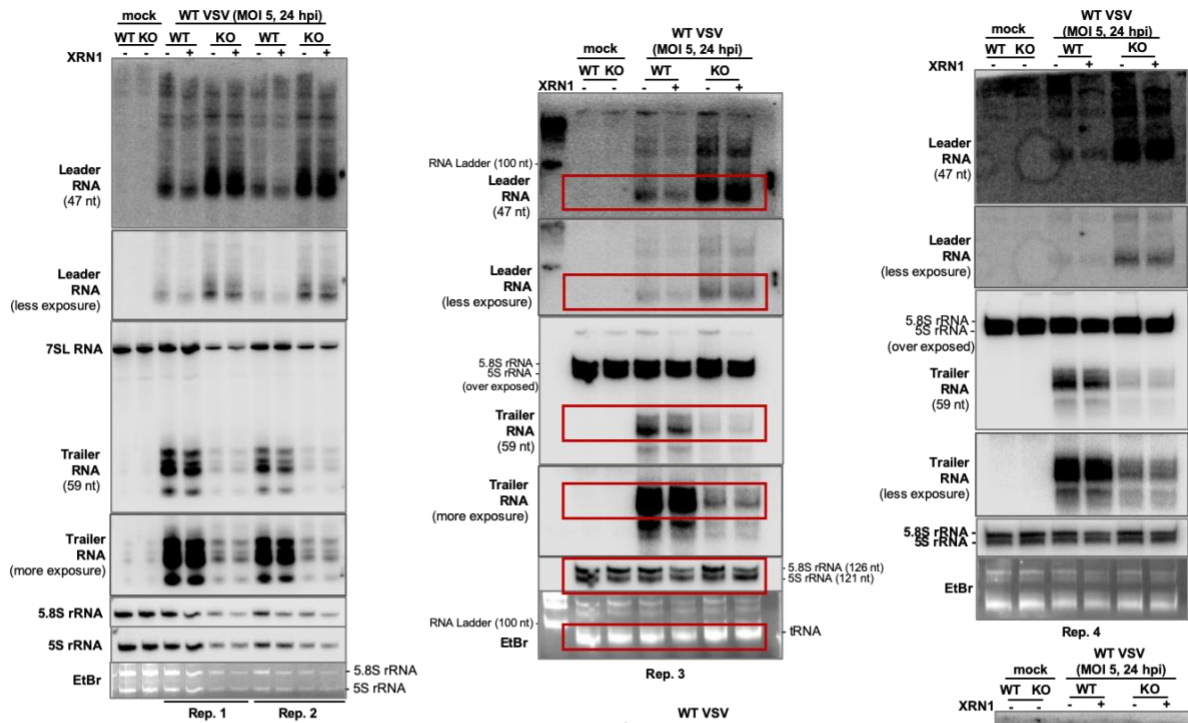 mock WT VSV (MOI 5, 24 hpi)
WT KO WT KO WT KO
XRN1 - - - + - + - + - +
Leader
RNA
(47 nt)
Leader
RNA
(less exposure)
7SL RNA
Trailer
RNA
(59 nt)
Trailer
RNA
(more exposure)
5.8S rRNA
5S rRNA
EtBr
5.8S rRNA
5S rRNA
Rep. 1 Rep. 2
WT VSV
(MOI 5, 24 hpi)
mock
WT KO WT KO
XRN1 - - - + - +
RNA Ladder (100 nt)
Leader
RNA
(47 nt)
Leader
RNA
(less exposure)
5.8S rRNA
5S rRNA
(over exposed)
Trailer
RNA
(59 nt)
Trailer
RNA
(more exposure)
5.8S rRNA (126 nt)
5S rRNA (121 nt)
RNA Ladder (100 nt)
EtBr
tRNA
Rep. 3
WT VSV
WT VSV
(MOI 5, 24 hpi)
mock
WT KO WT KO
XRN1 - - - + - +
Leader
RNA
(47 nt)
Leader
RNA
(less exposure)
5.8S rRNA
5S rRNA
(over exposed)
Trailer
RNA
(59 nt)
Trailer
RNA
(less exposure)
5.8S rRNA
5S rRNA
EtBr
Rep. 4
WT VSV
(MOI 5, 24 hpi)
mock
WT KO WT KO
XRN1 - - - + - +